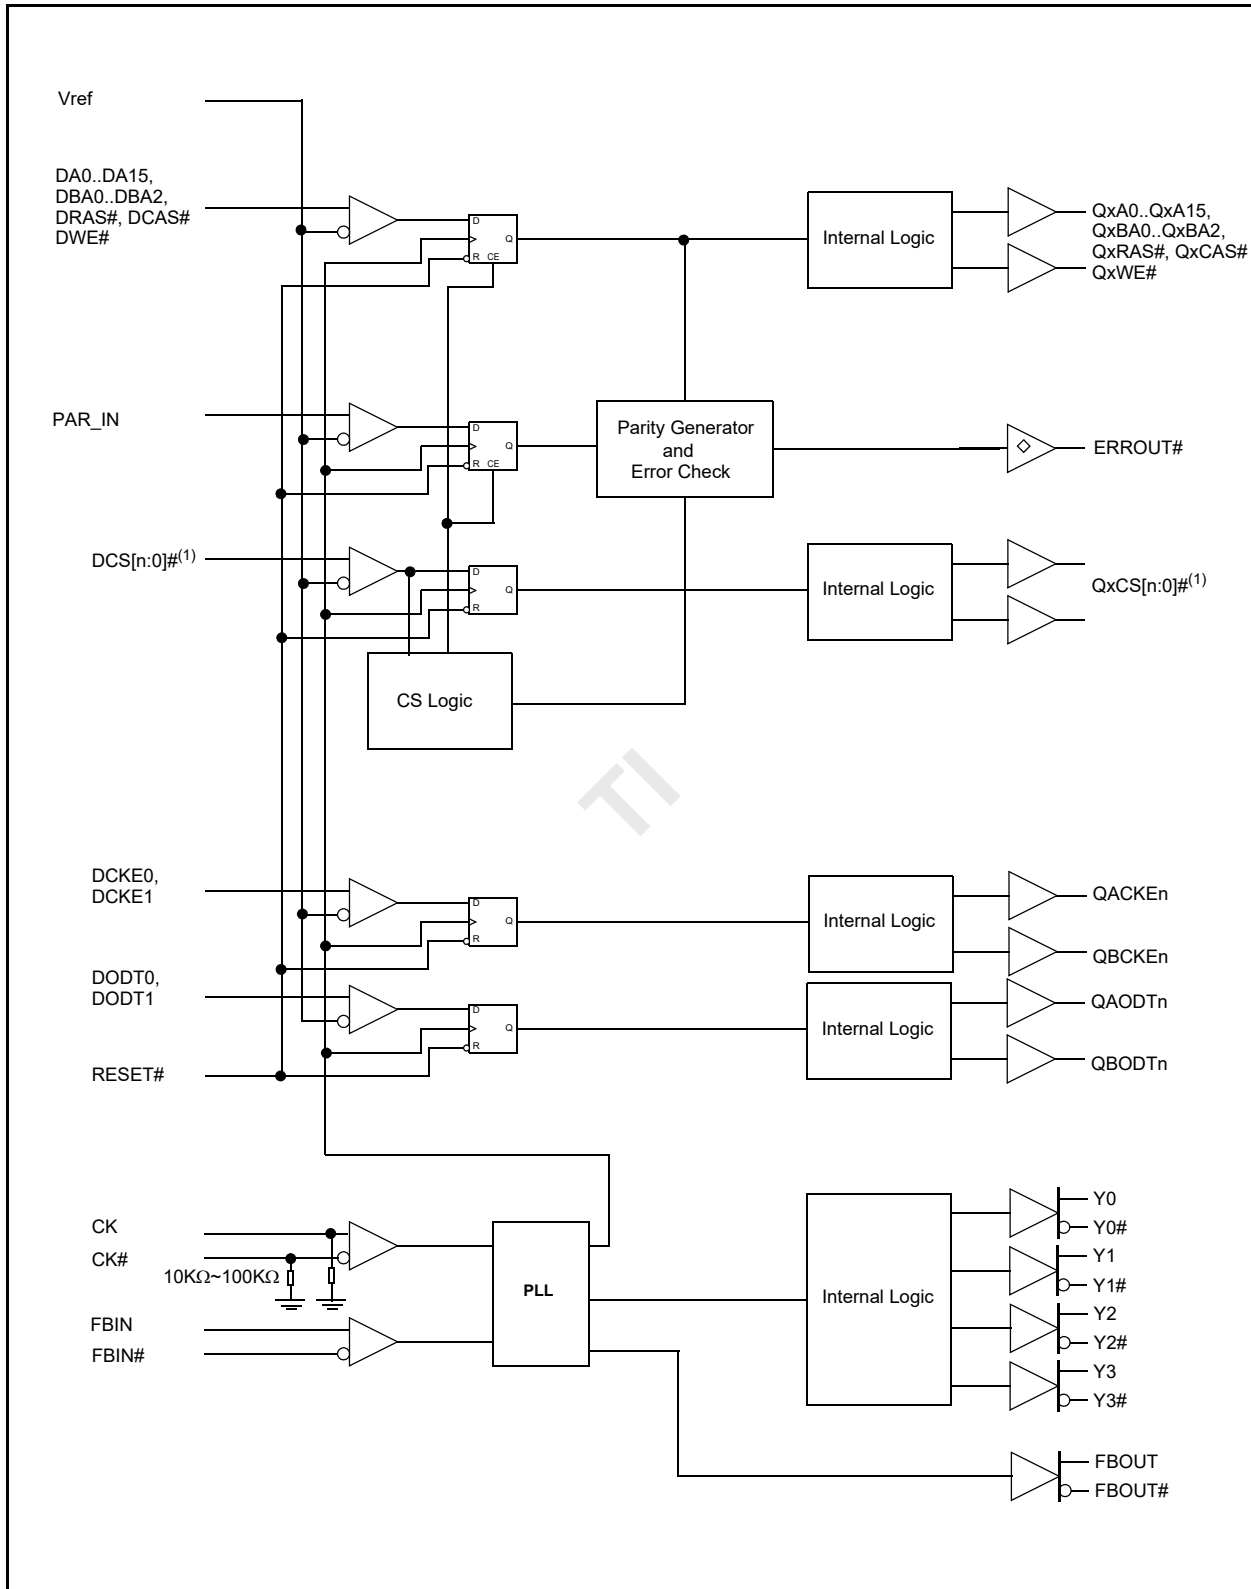 Vref
DA0..DA15,
DBA0..DBA2,
DRAS#, DCAS#
DWE#
D
Q
R CE
Internal Logic
QxA0..QxA15,
QxBA0..QxBA2,
QxRAS#, QxCAS#
QxWE#
PAR_IN
D
Q
R CE
Parity Generator
and
Error Check
ERROUT#
DCS[n:0]#(1)
D
Q
R
Internal Logic
QxCS[n:0]#(1)
CS Logic
TI
DCKE0,
DCKE1
D
Q
R
Internal Logic
QACKEn
QBCKEn
DODT0,
DODT1
D
Q
R
Internal Logic
QAODTn
QBODTn
RESET#
CK
CK#
10KΩ~100KΩ
FBIN
FBIN#
PLL
Internal Logic
Y0
Y0#
Y1
Y1#
Y2
Y2#
Y3
Y3#
FBOUT
FBOUT#